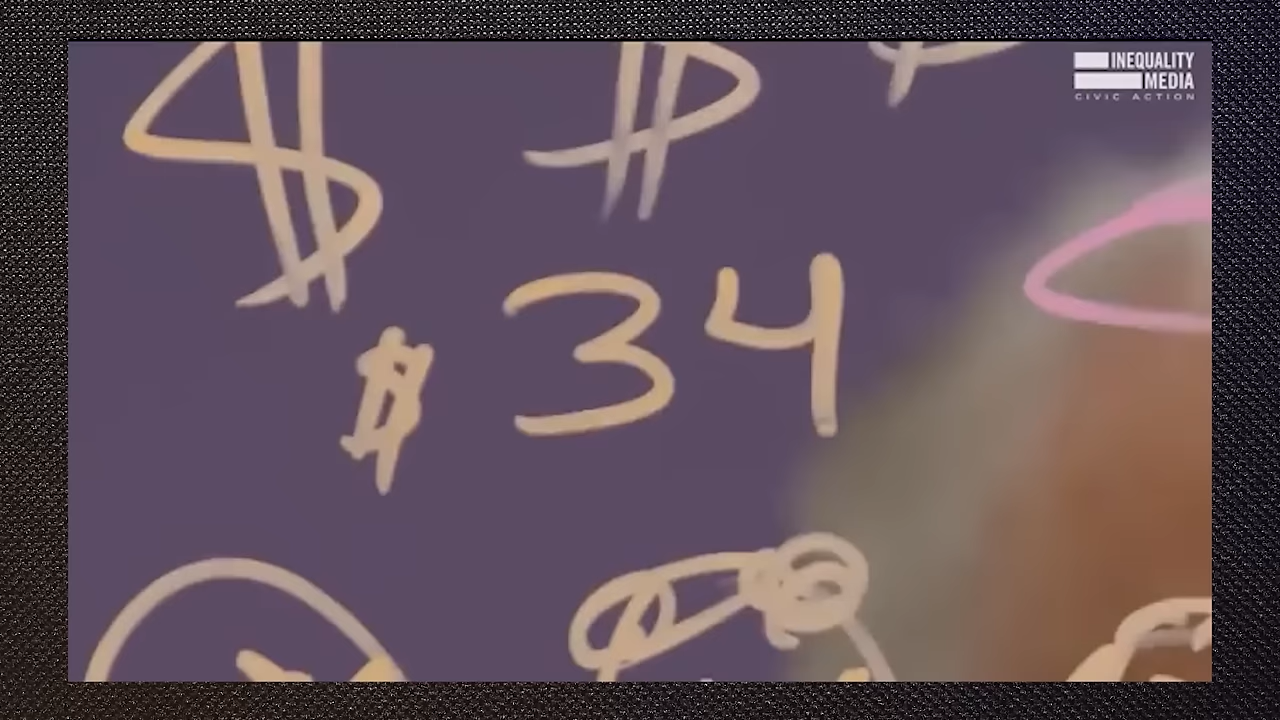 INEQUALITY
MEDIA
CIVIC ACTION
$ $
$ 34